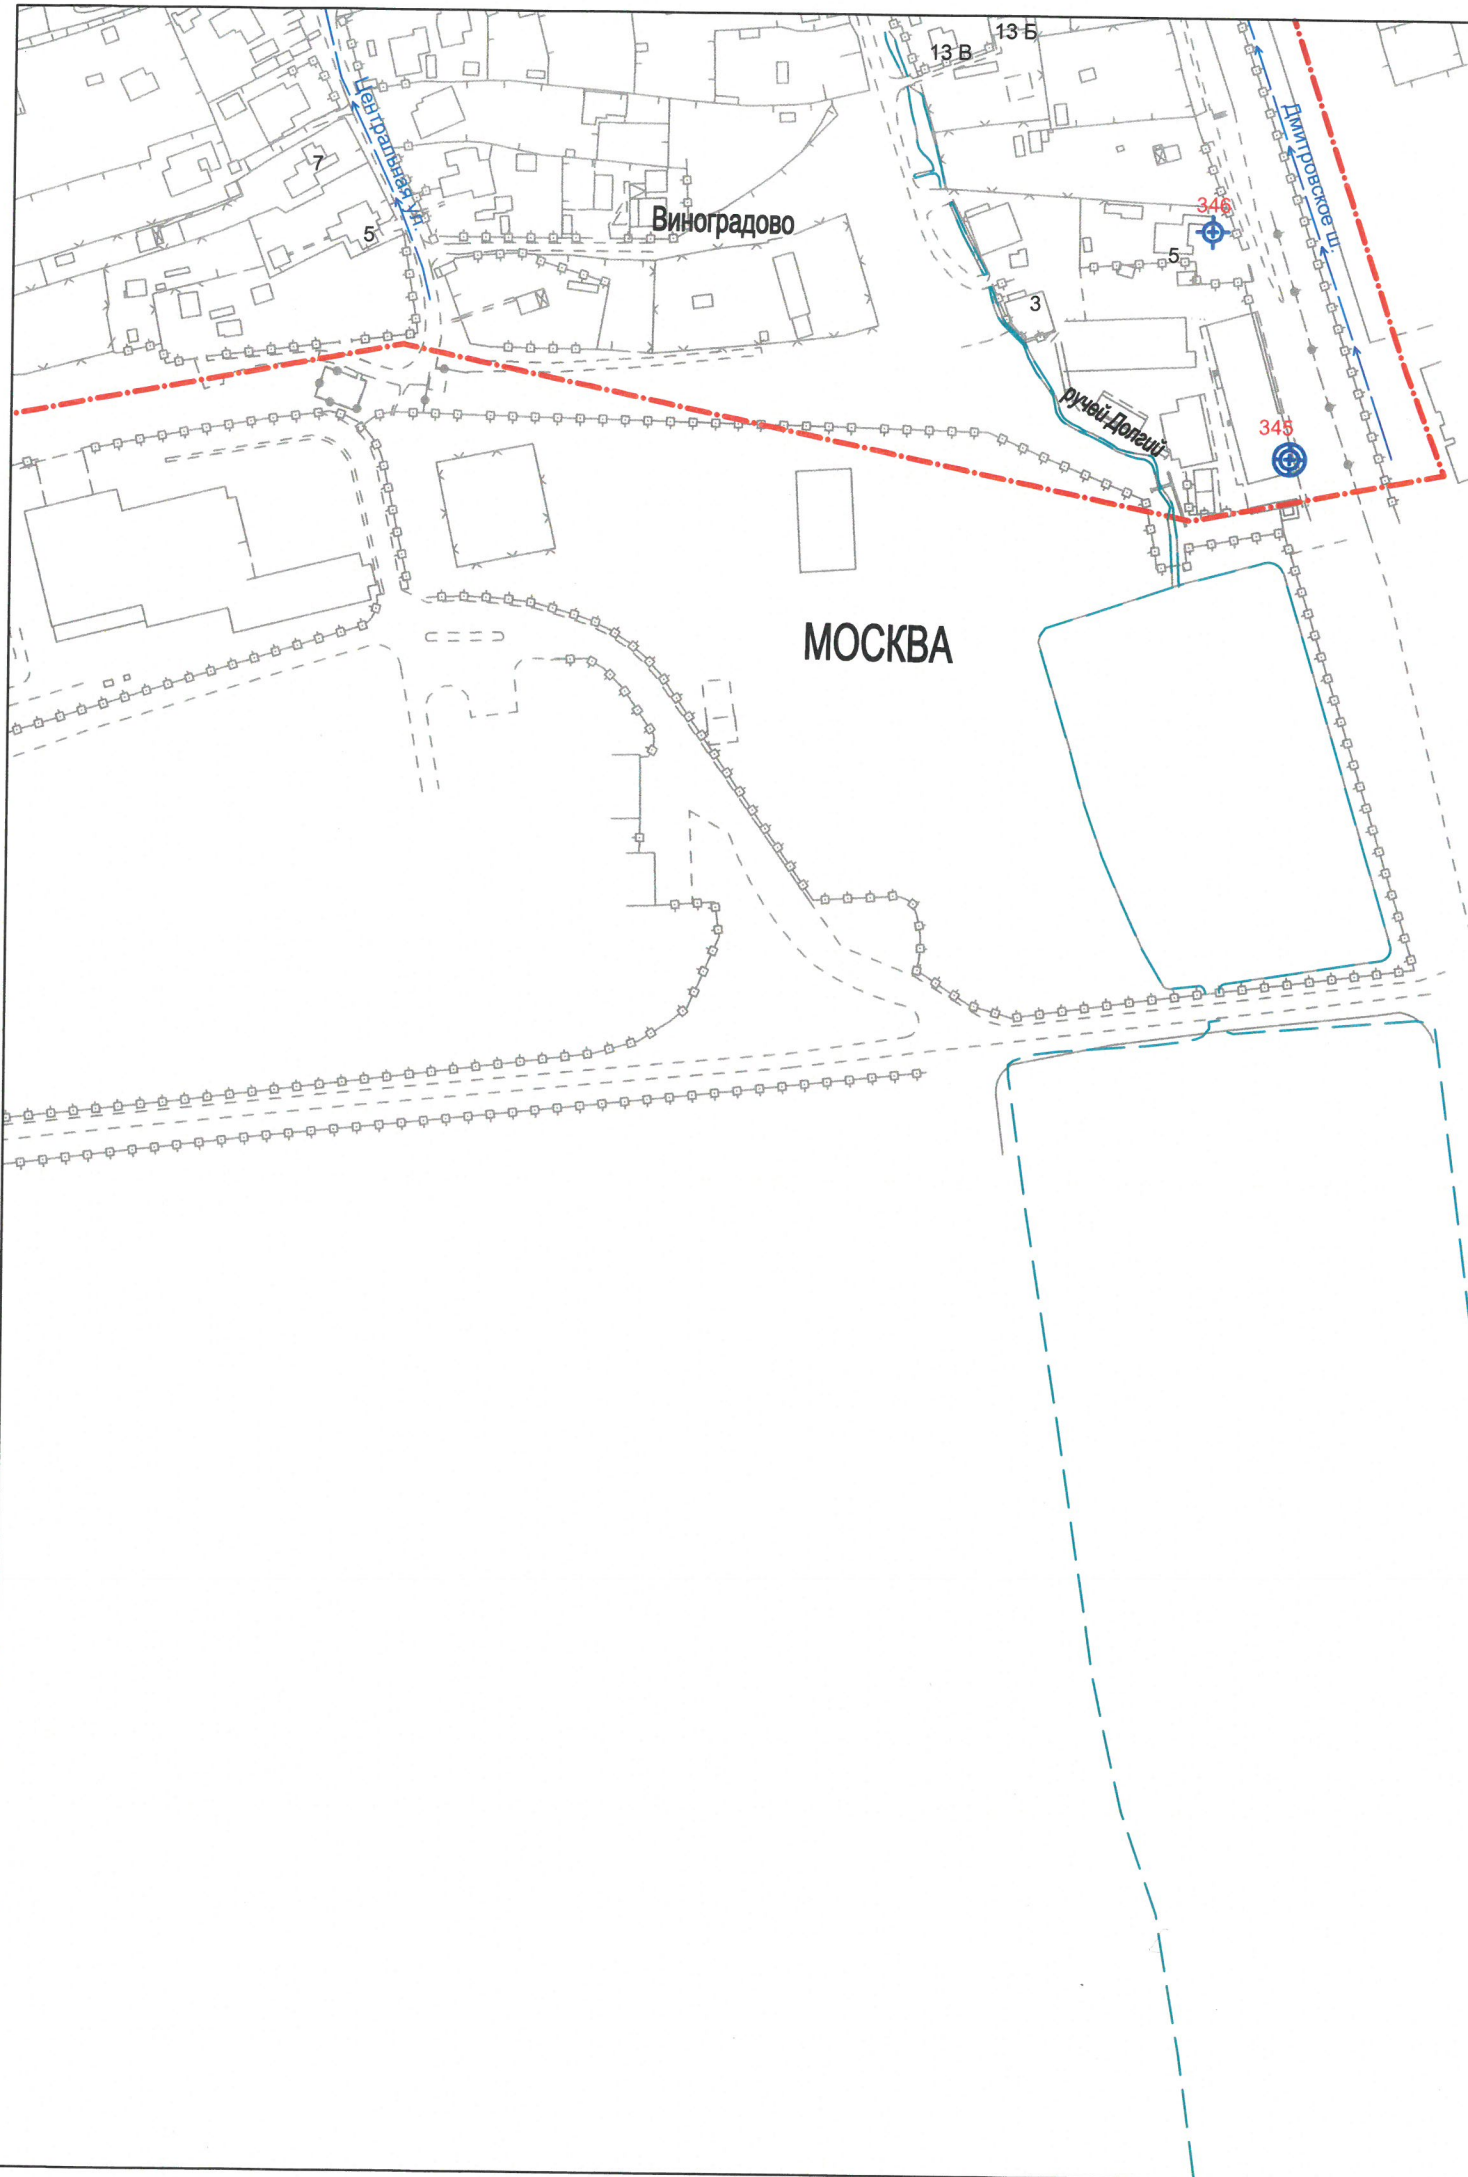 13 Б
13 В
Центральная ул.
Дмитровское ш.
7
346
Виноградово
5
5
3
ручей Долгий
345
МОСКВА